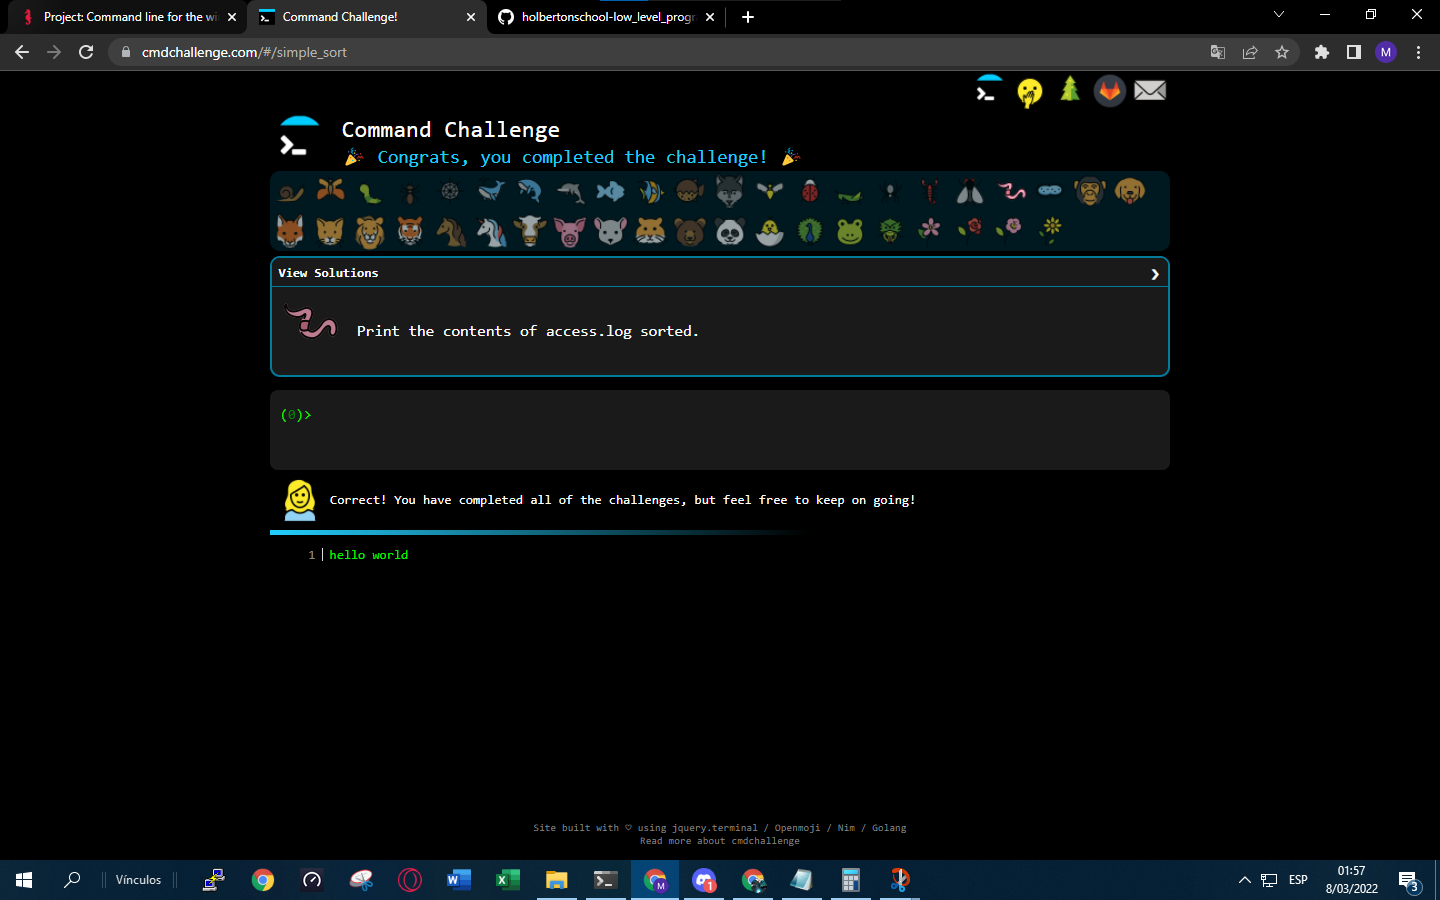 Project: Command line for the wi
Command Challenge!
holbertonschool-low_level_progr
cmdchallenge.com/#/simple_sort
M
Command Challenge
Congrats, you completed the challenge!
View Solutions
Print the contents of access.log sorted.
(0)>
Correct! You have completed all of the challenges, but feel free to keep on going!
1 hello world
Site built with ♡ using jquery.terminal / Openmoji / Nim / Golang
Read more about cmdchallenge
Vínculos
M
1
ESP
01:57
8/03/2022
3